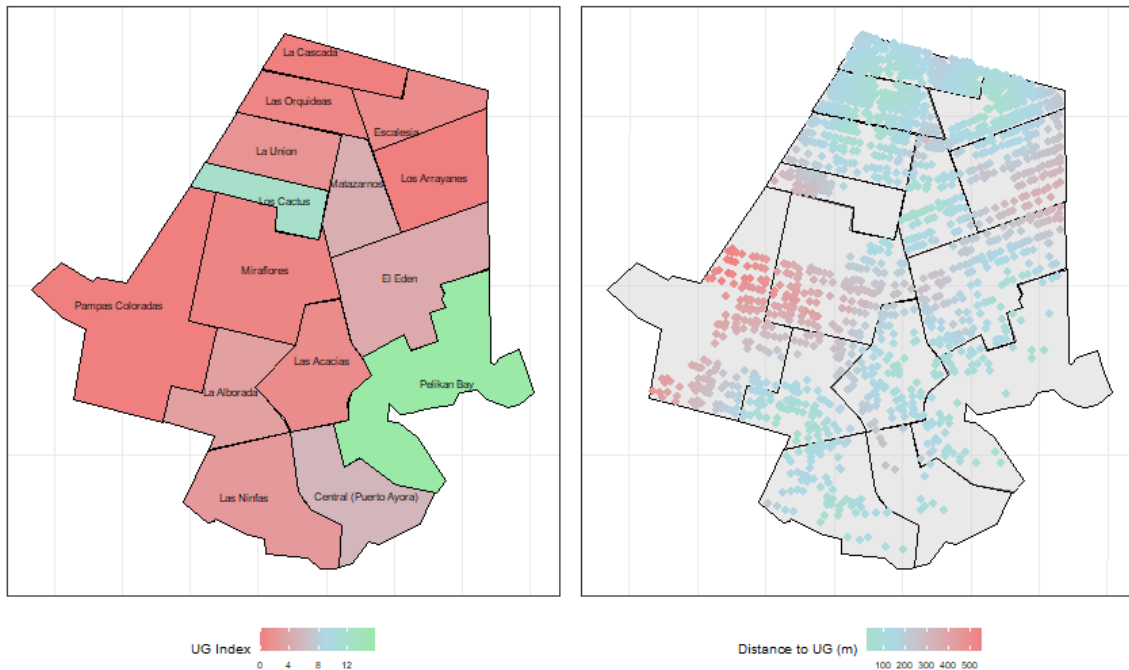 La Cascada
Las Orquideas
Escalesia
La Union
Matazarnos
Los Arrayanes
Los Cactus
Miraflores
El Eden
Pampas Coloradas
Las Acacias
La Alborada
Pelikan Bay
Las Ninfas
Central (Puerto Ayora)
UG Index
0 4 8 12
Distance to UG (m)
100 200 300 400 500